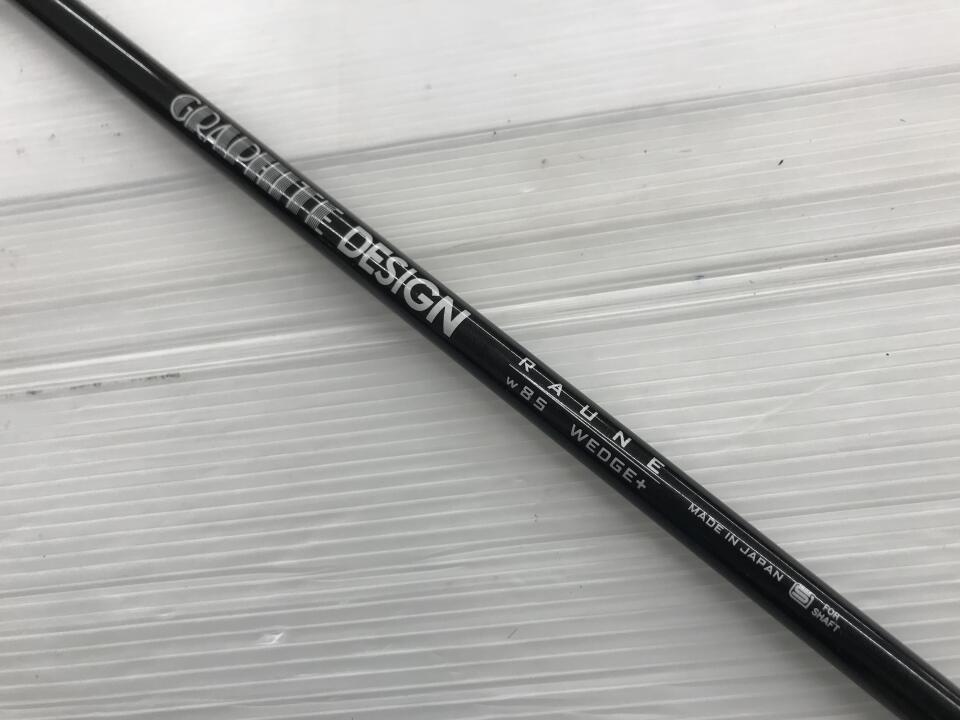 GRAPHITE DESIGN
RAUNE
W85 WEDGE+
MADE IN JAPAN
S
FOR
SHAFT